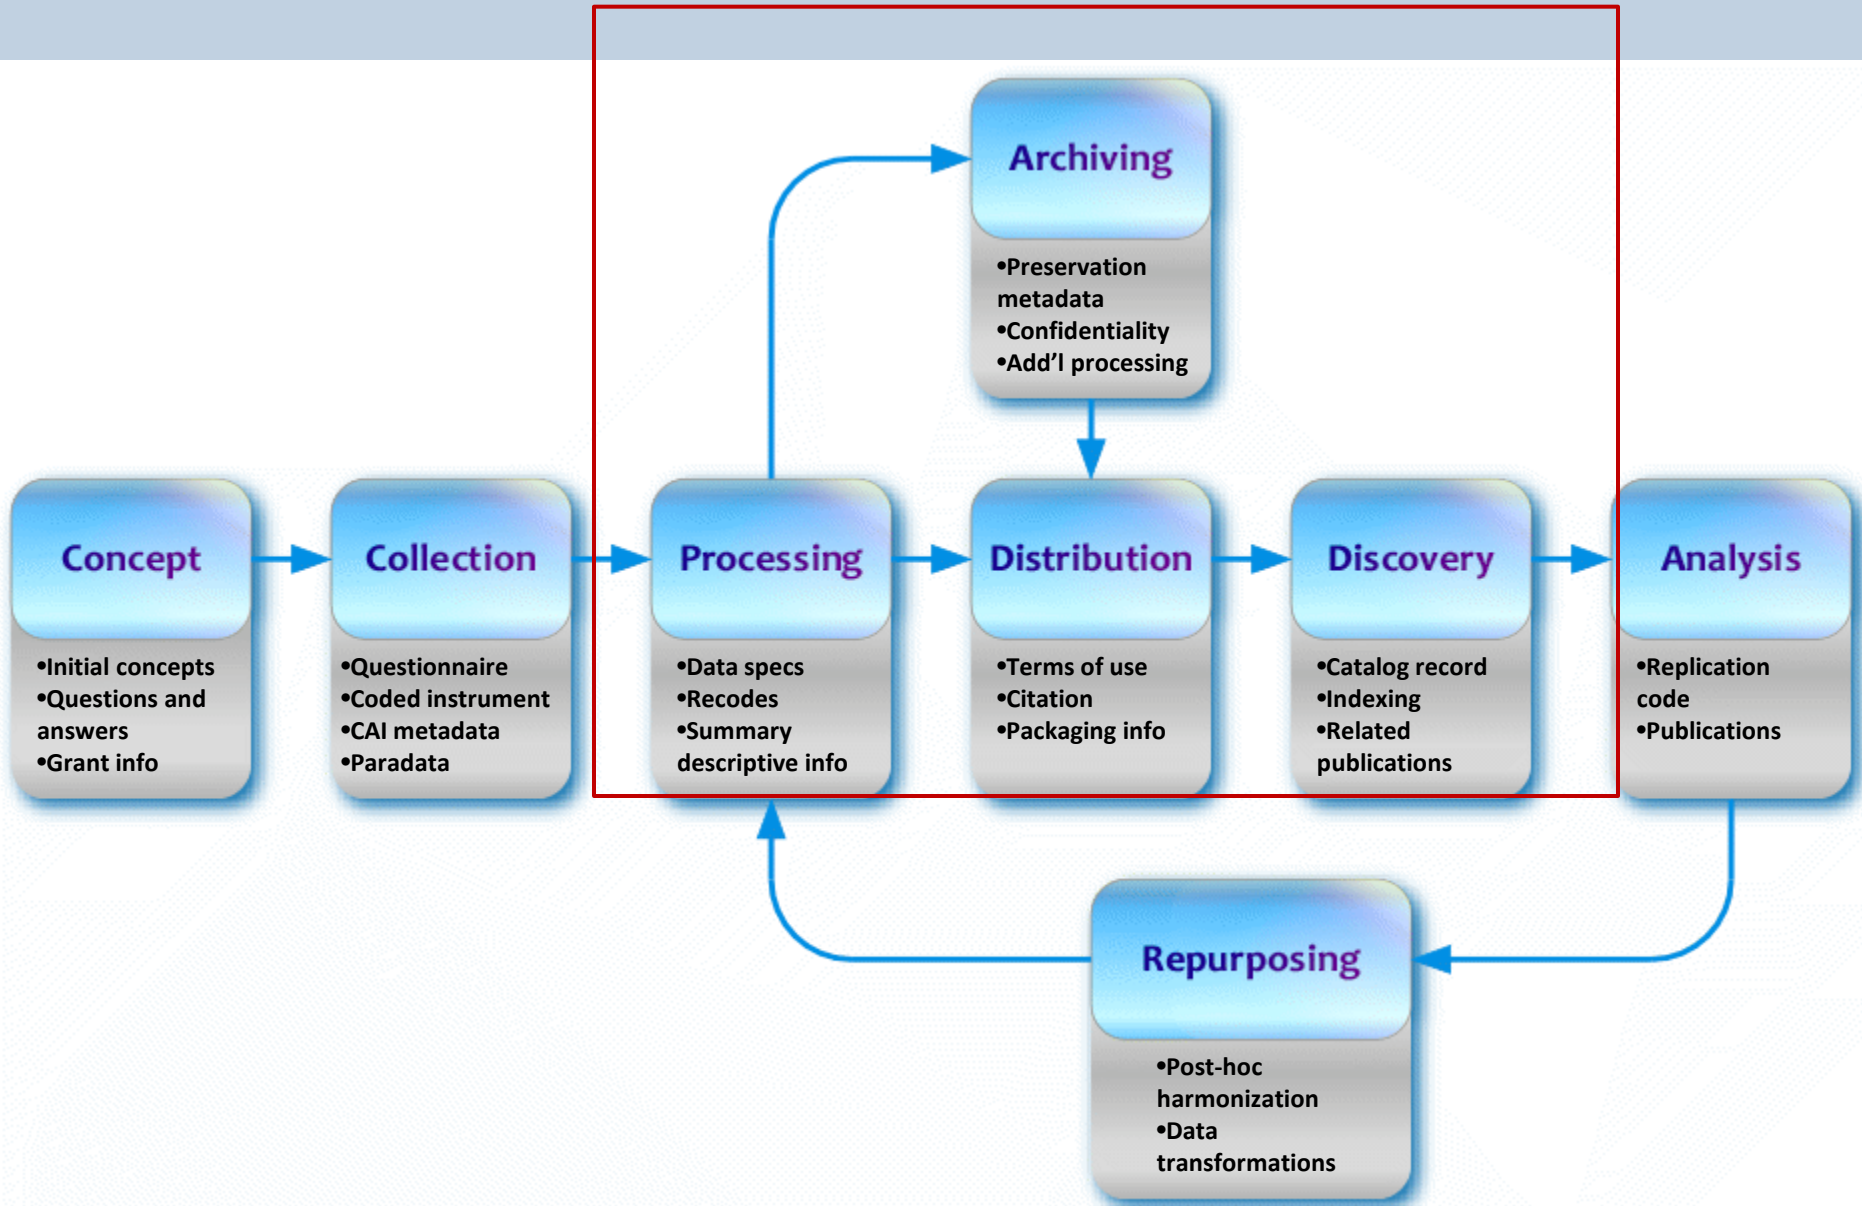 Archiving
•Preservation
metadata
•Confidentiality
•Add’l processing
Concept
•Initial concepts
•Questions and
answers
•Grant info
Collection
•Questionnaire
•Coded instrument
•CAI metadata
•Paradata
Processing
•Data specs
•Recodes
•Summary
descriptive info
Distribution
•Terms of use
•Citation
•Packaging info
Discovery
•Catalog record
•Indexing
•Related
publications
Analysis
•Replication
code
•Publications
Repurposing
•Post-hoc
harmonization
•Data
transformations